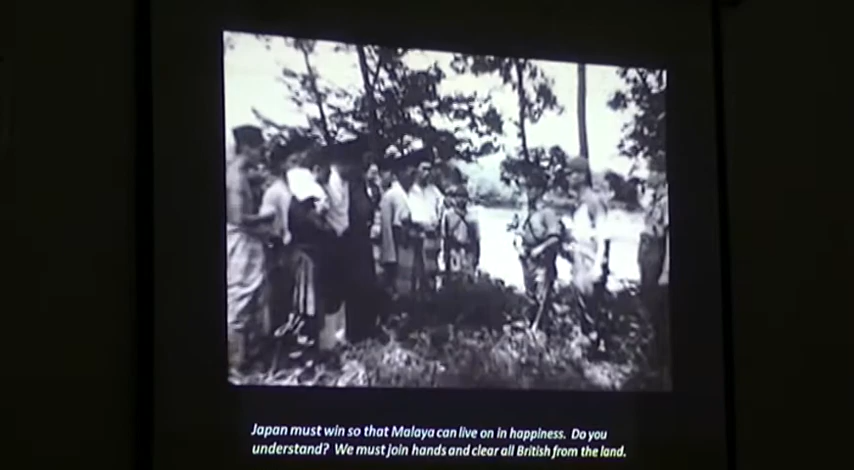 Japan must win so that Malaya can live on in happiness. Do you
understand? We must join hands and clear all British from the land.